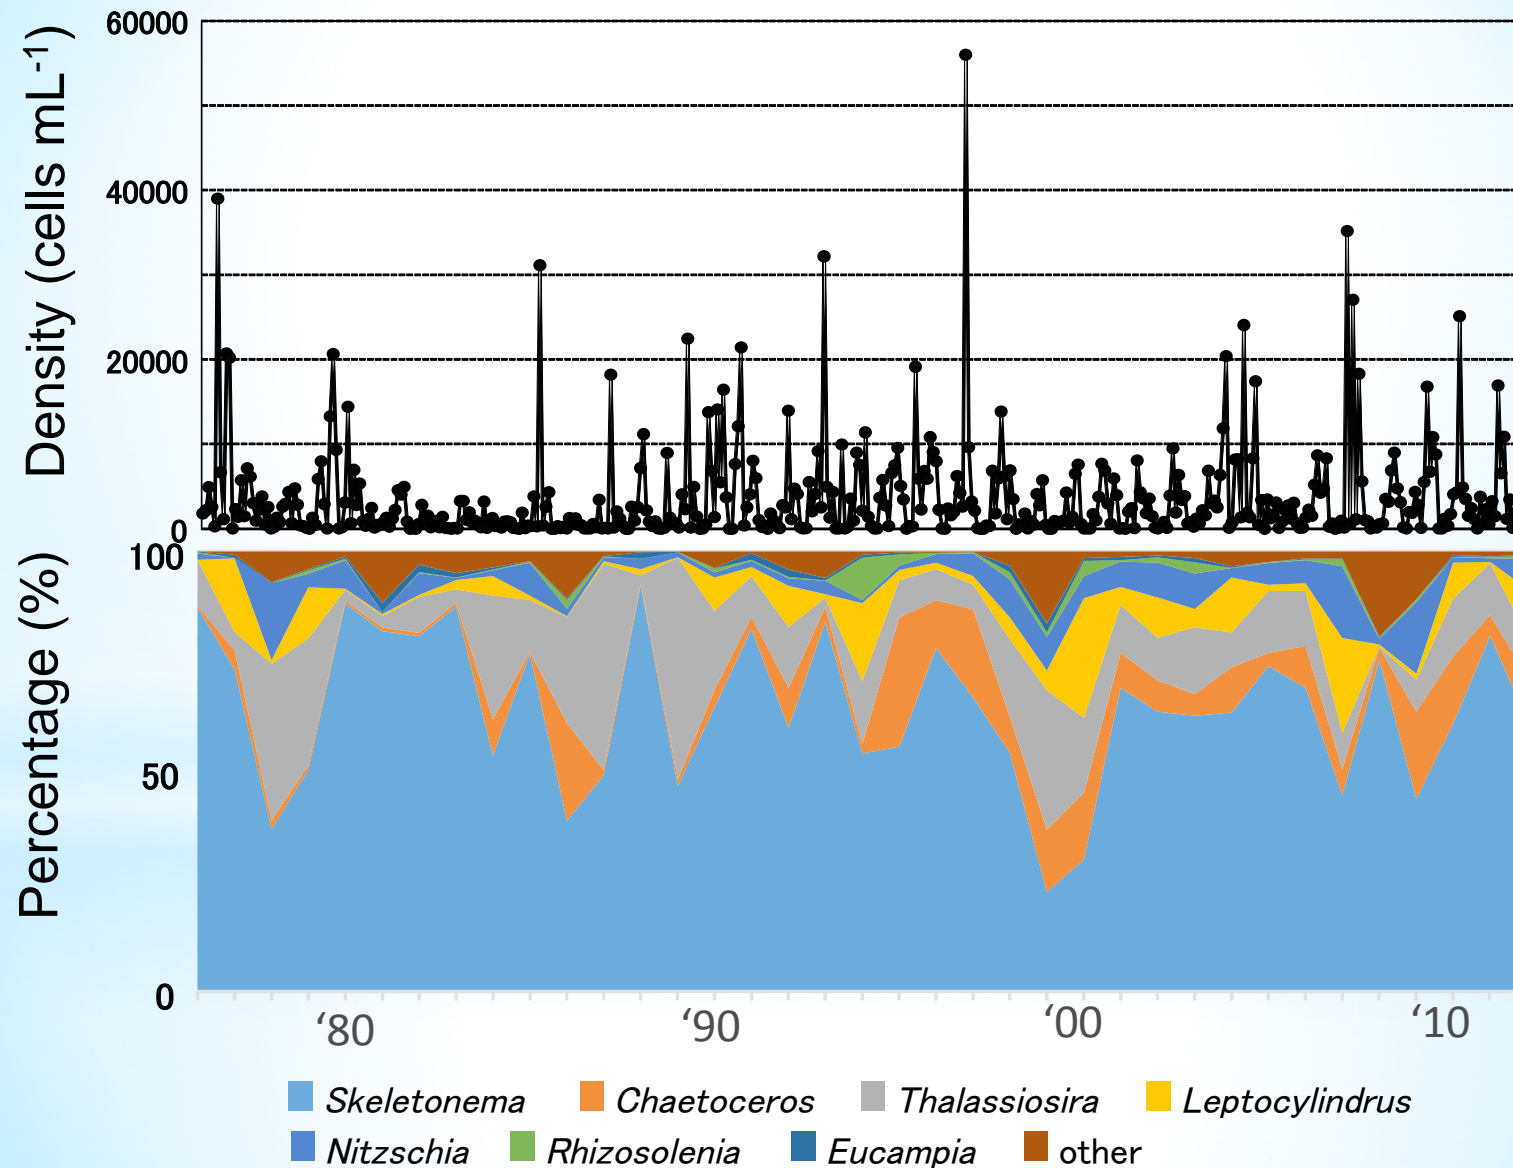 Density (cells mL-1)
60000
40000
20000
0
Percentage (%)
100
50
0
‘80 ‘90 ‘00 ‘10
Skeletonema Chaetoceros Thalassiosira Leptocylindrus
Nitzschia Rhizosolenia Eucampia other